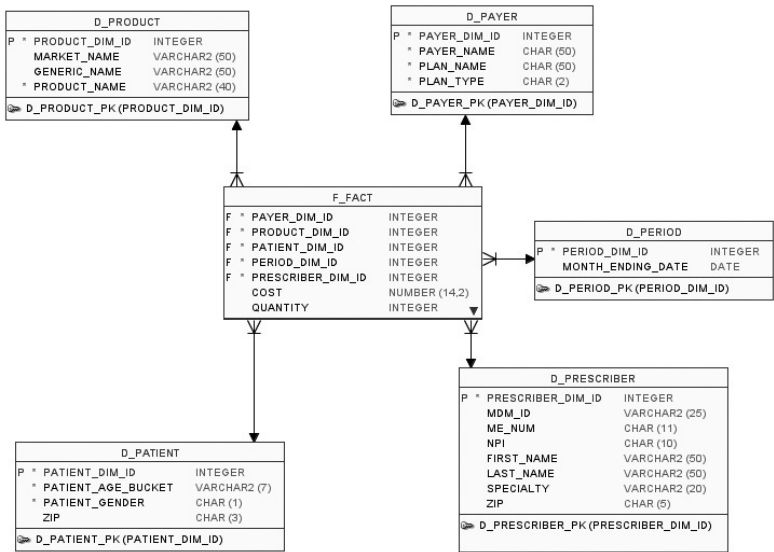 D_PRODUCT
P * PRODUCT_DIM_ID INTEGER
MARKET_NAME VARCHAR2 (50)
GENERIC_NAME VARCHAR2 (50)
* PRODUCT_NAME VARCHAR2 (40)
D_PRODUCT_PK (PRODUCT_DIM_ID)
D_PAYER
P * PAYER_DIM_ID INTEGER
* PAYER_NAME CHAR (50)
* PLAN_NAME CHAR (50)
* PLAN_TYPE CHAR (2)
D_PAYER_PK (PAYER_DIM_ID)
F_FACT
F * PAYER_DIM_ID INTEGER
F * PRODUCT_DIM_ID INTEGER
F * PATIENT_DIM_ID INTEGER
F * PERIOD_DIM_ID INTEGER
F * PRESCRIBER_DIM_ID INTEGER
COST NUMBER (14,2)
QUANTITY INTEGER
D_PERIOD
P * PERIOD_DIM_ID INTEGER
MONTH_ENDING_DATE DATE
D_PERIOD_PK (PERIOD_DIM_ID)
D_PRESCRIBER
P * PRESCRIBER_DIM_ID INTEGER
MDM_ID VARCHAR2 (25)
ME_NUM CHAR (11)
NPI CHAR (10)
FIRST_NAME VARCHAR2 (50)
LAST_NAME VARCHAR2 (50)
SPECIALTY VARCHAR2 (20)
ZIP CHAR (5)
D_PRESCRIBER_PK (PRESCRIBER_DIM_ID)
D_PATIENT
P * PATIENT_DIM_ID INTEGER
* PATIENT_AGE_BUCKET VARCHAR2 (7)
* PATIENT_GENDER CHAR (1)
ZIP CHAR (3)
D_PATIENT_PK (PATIENT_DIM_ID)